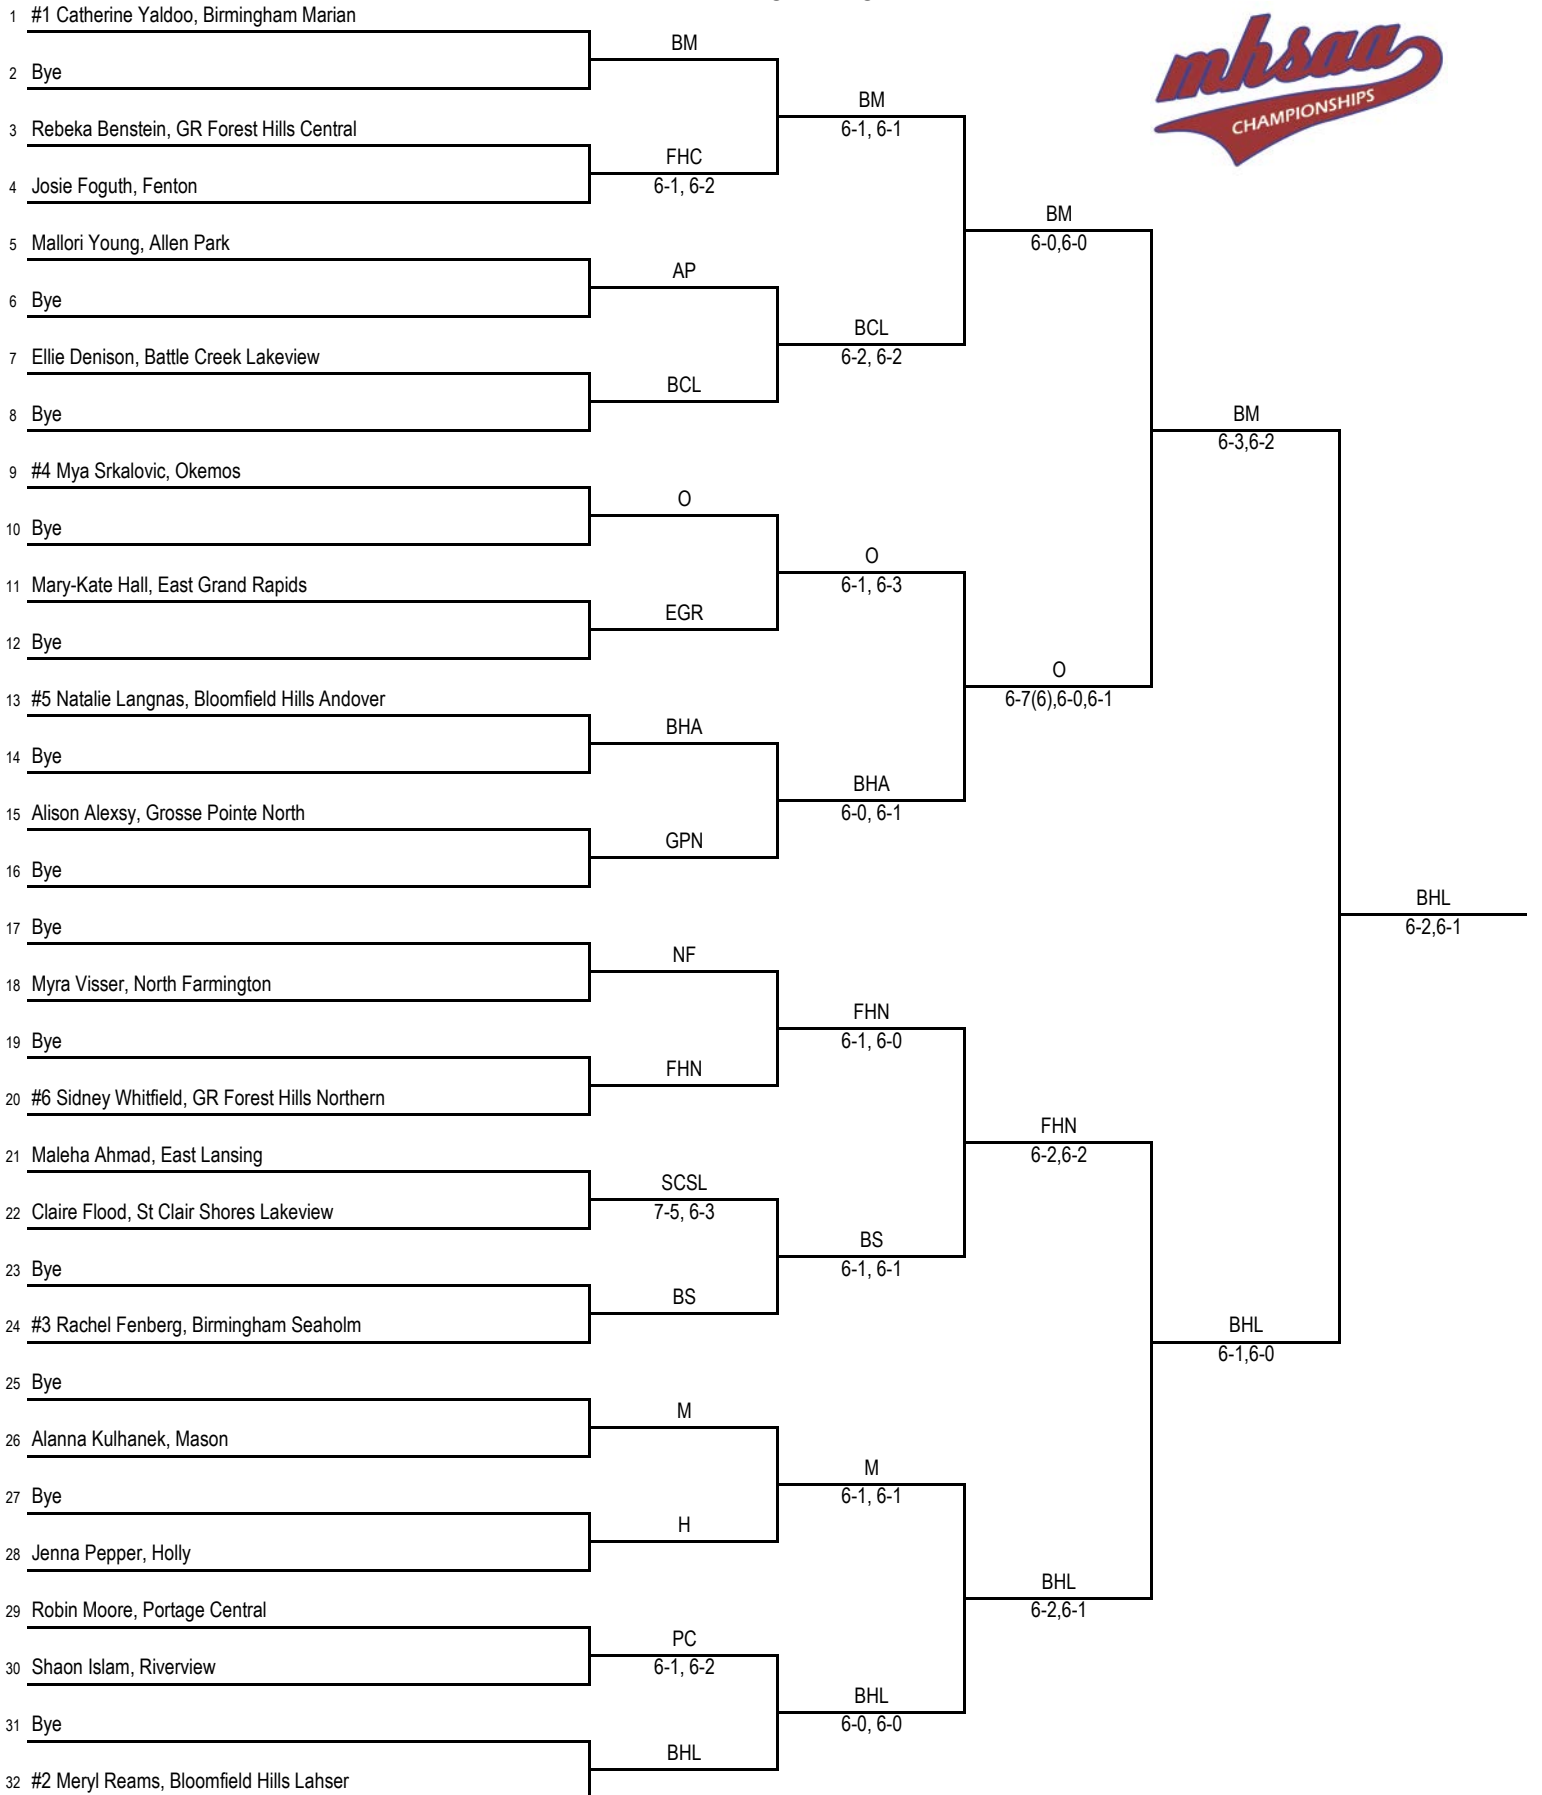 1 #1 Catherine Yaldoo, Birmingham Marian
BM
2 Bye
BM
6-1, 6-1
3 Rebeka Benstein, GR Forest Hills Central
FHC
6-1, 6-2
4 Josie Foguth, Fenton
BM
6-0,6-0
5 Mallori Young, Allen Park
AP
6 Bye
BCL
6-2, 6-2
7 Ellie Denison, Battle Creek Lakeview
BCL
8 Bye
BM
6-3,6-2
9 #4 Mya Srkalovic, Okemos
O
10 Bye
O
6-1, 6-3
11 Mary-Kate Hall, East Grand Rapids
EGR
12 Bye
O
6-7(6),6-0,6-1
13 #5 Natalie Langnas, Bloomfield Hills Andover
BHA
14 Bye
BHA
6-0, 6-1
15 Alison Alexsy, Grosse Pointe North
GPN
16 Bye
BHL
6-2,6-1
17 Bye
NF
18 Myra Visser, North Farmington
FHN
6-1, 6-0
19 Bye
FHN
20 #6 Sidney Whitfield, GR Forest Hills Northern
FHN
6-2,6-2
21 Maleha Ahmad, East Lansing
SCSL
7-5, 6-3
22 Claire Flood, St Clair Shores Lakeview
BS
6-1, 6-1
23 Bye
BS
24 #3 Rachel Fenberg, Birmingham Seaholm
BHL
6-1,6-0
25 Bye
M
26 Alanna Kulhanek, Mason
M
6-1, 6-1
27 Bye
H
28 Jenna Pepper, Holly
BHL
6-2,6-1
29 Robin Moore, Portage Central
PC
6-1, 6-2
30 Shaon Islam, Riverview
BHL
6-0, 6-0
31 Bye
BHL
32 #2 Meryl Reams, Bloomfield Hills Lahser
mhsaa
CHAMPIONSHIPS